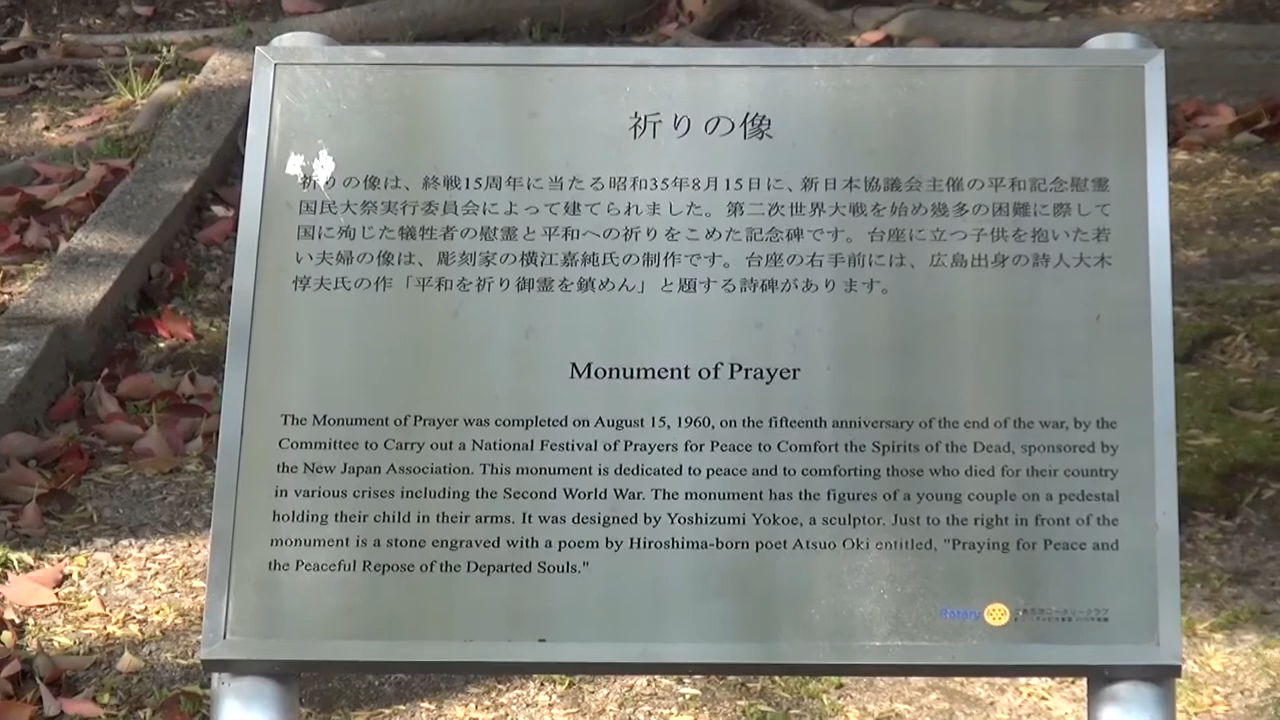 祈りの像
祈りの像は、終戦15周年に当たる昭和35年8月15日に、新日本協議会主催の平和記念慰霊
国民大祭実行委員会によって建てられました。第二次世界大戦を始め幾多の困難に際して
国に殉じた犠牲者の慰霊と平和への祈りをこめた記念碑です。台座に立つ子供を抱いた若
い夫婦の像は、彫刻家の横江嘉純氏の制作です。台座の右手前には、広島出身の詩人大木
惇夫氏の作「平和を祈り御霊を鎮めん」と題する詩碑があります。
Monument of Prayer
The Monument of Prayer was completed on August 15, 1960, on the fifteenth anniversary of the end of the war, by the
Committee to Carry out a National Festival of Prayers for Peace to Comfort the Spirits of the Dead, sponsored by
the New Japan Association. This monument is dedicated to peace and to comforting those who died for their country
in various crises including the Second World War. The monument has the figures of a young couple on a pedestal
holding their child in their arms. It was designed by Yoshizumi Yokoe, a sculptor. Just to the right in front of the
monument is a stone engraved with a poem by Hiroshima-born poet Atsuo Oki entitled, "Praying for Peace and
the Peaceful Repose of the Departed Souls."
Rotary